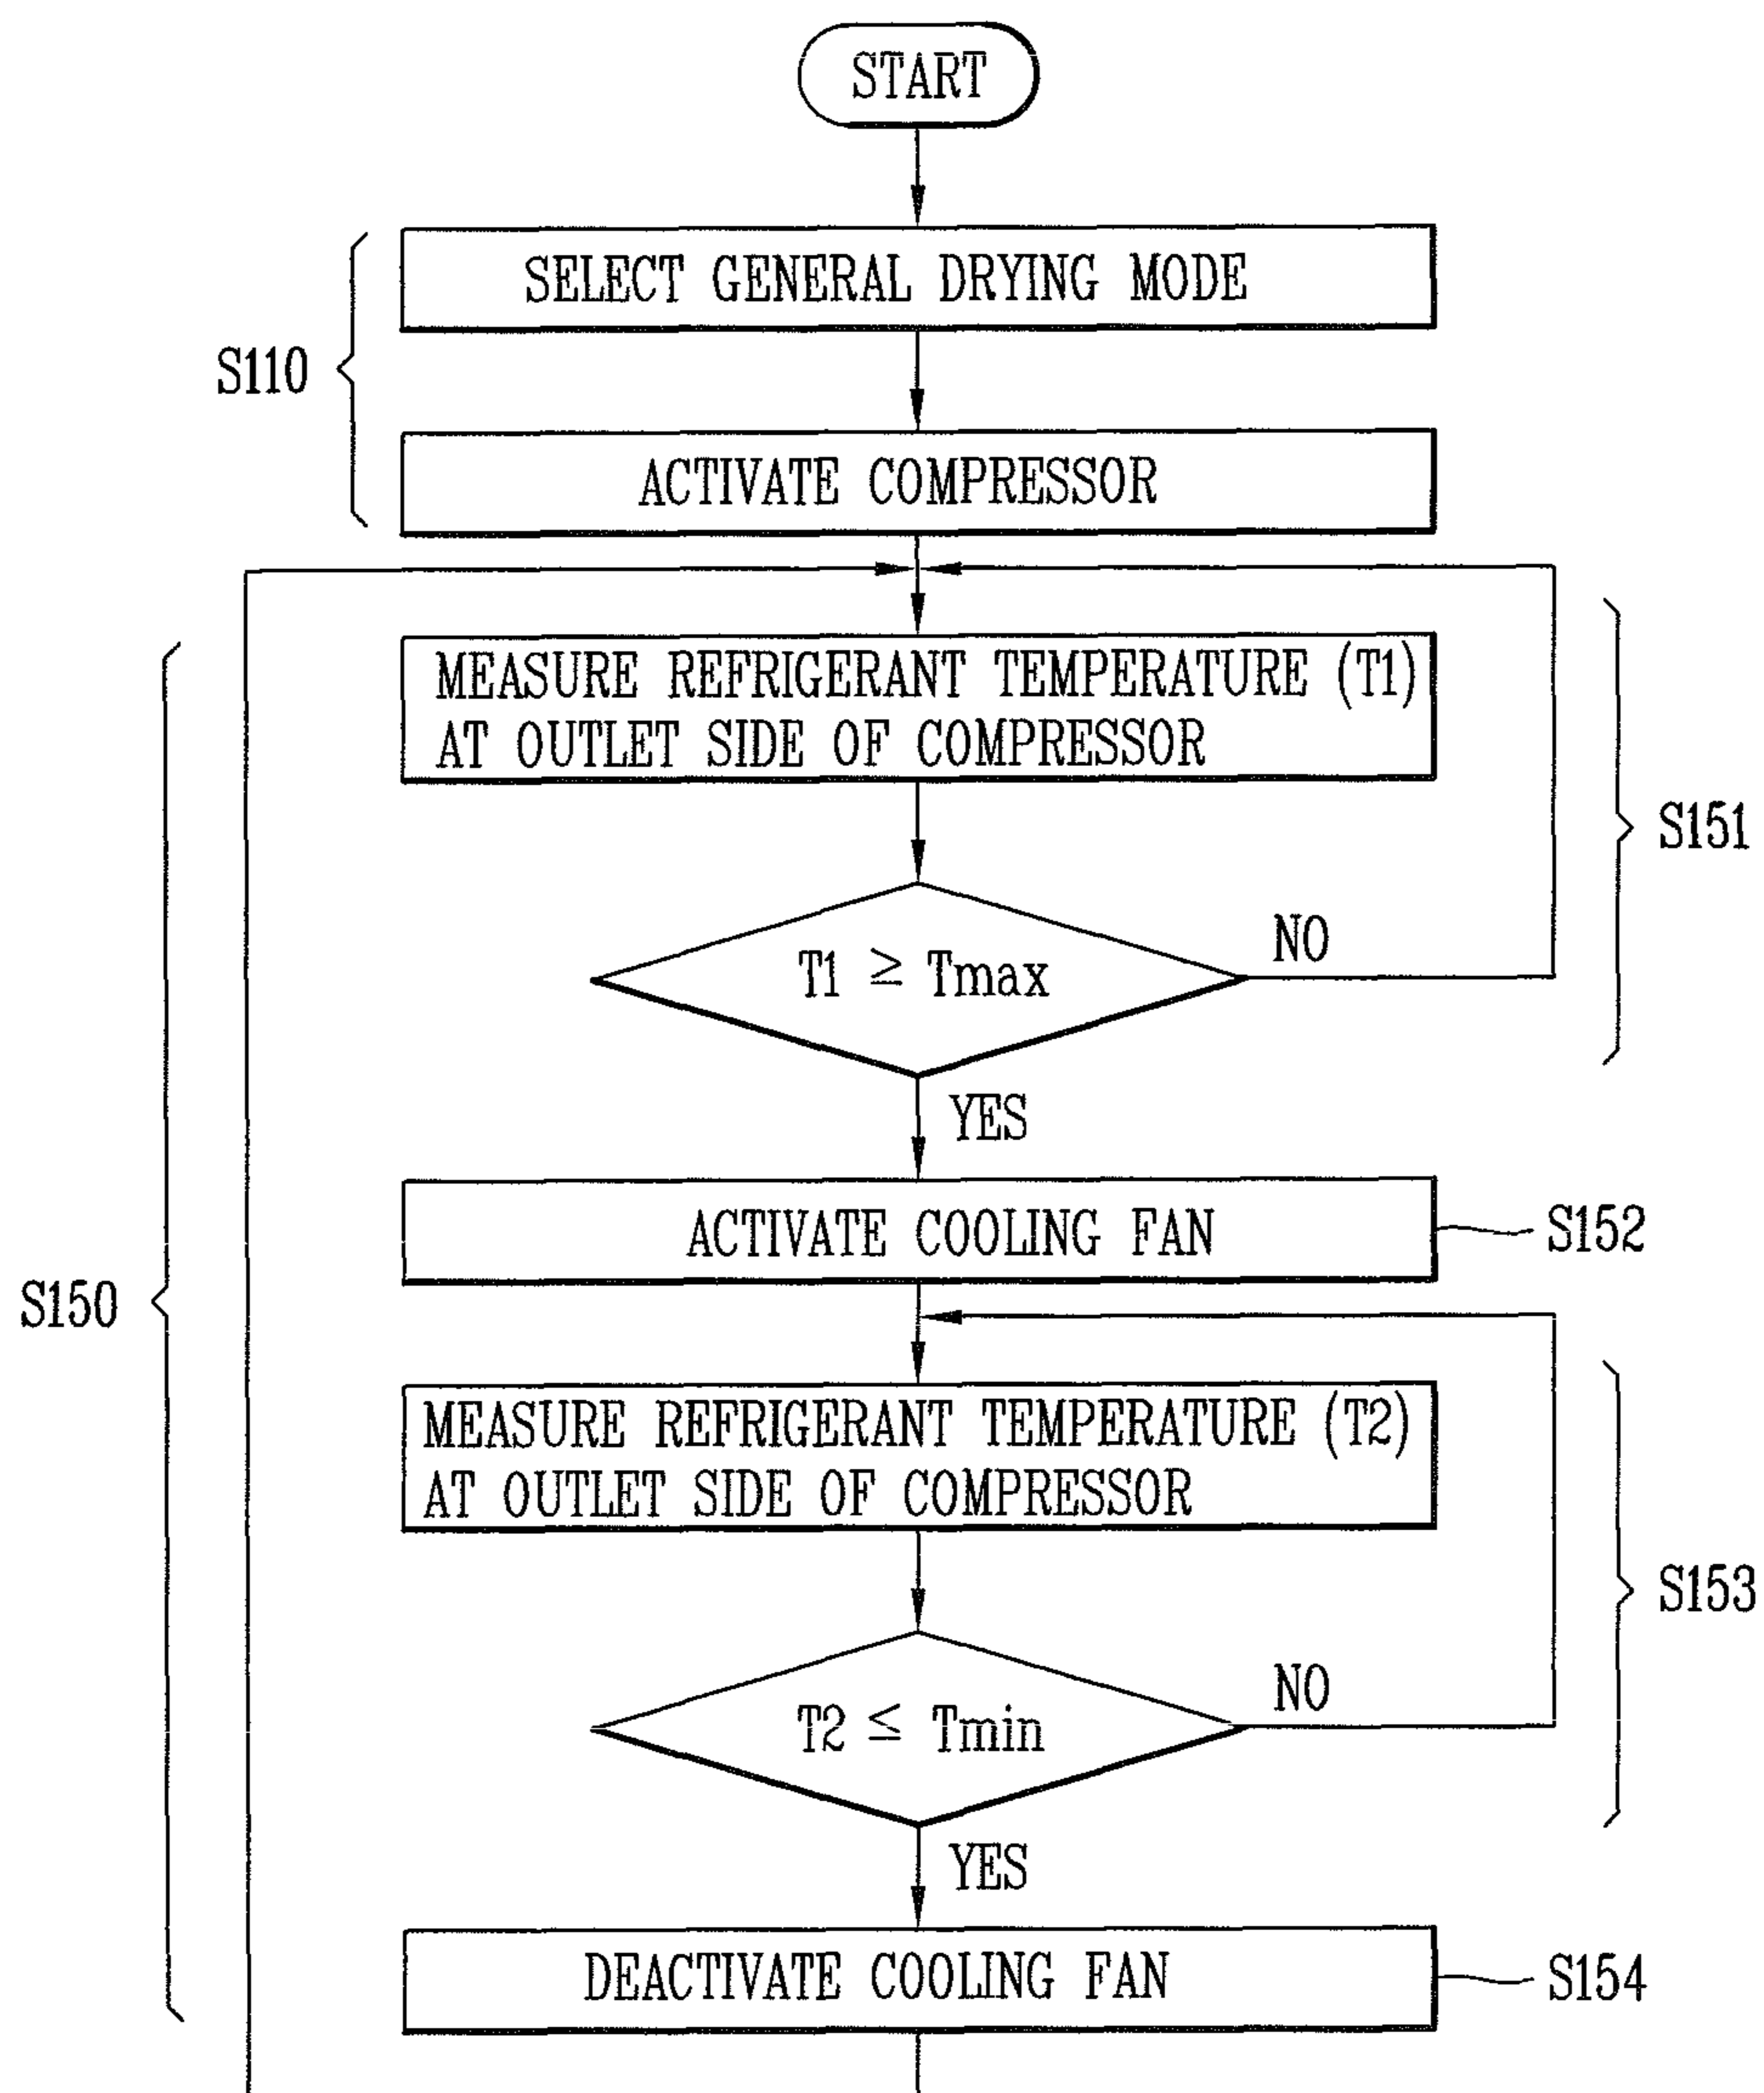 START
SELECT GENERAL DRYING MODE
S110
ACTIVATE COMPRESSOR
MEASURE REFRIGERANT TEMPERATURE (T1)
AT OUTLET SIDE OF COMPRESSOR
S151
T1 ≥ Tmax
NO
YES
ACTIVATE COOLING FAN
S152
S150
MEASURE REFRIGERANT TEMPERATURE (T2)
AT OUTLET SIDE OF COMPRESSOR
S153
T2 ≤ Tmin
NO
YES
DEACTIVATE COOLING FAN
S154